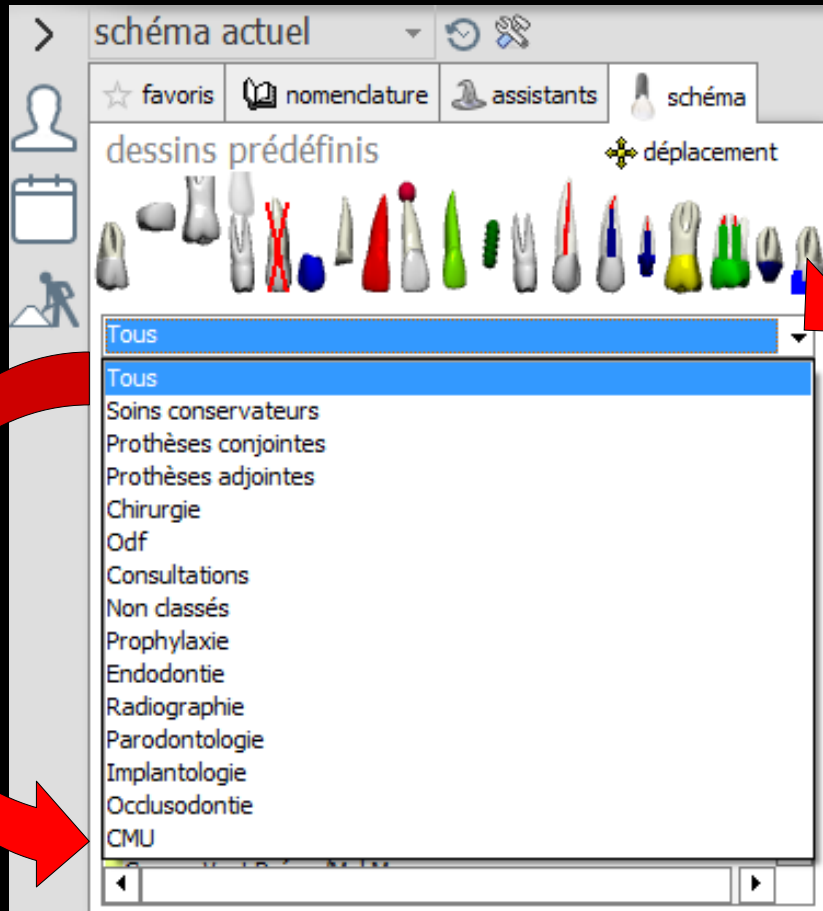 schéma actuel
favoris nomenclature assistants schéma
dessins prédéfinis déplacement
Tous
Tous
Soins conservateurs
Prothèses conjointes
Prothèses adjointes
Chirurgie
Odf
Consultations
Non classés
Prophylaxie
Endodontie
Radiographie
Parodontologie
Implantologie
Occlusodontie
CMU